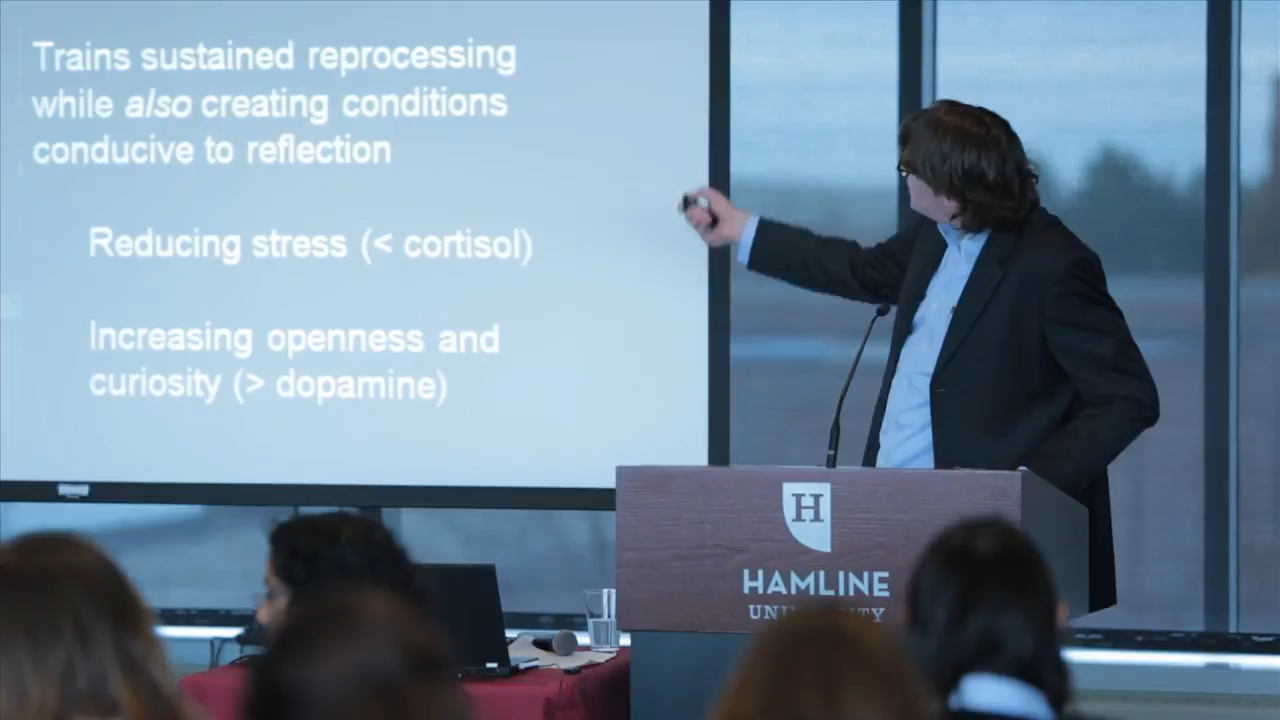 Trains sustained reprocessing
while also creating conditions
conducive to reflection
Reducing stress (< cortisol)
Increasing openness and
curiosity (> dopamine)
H
HAMLINE